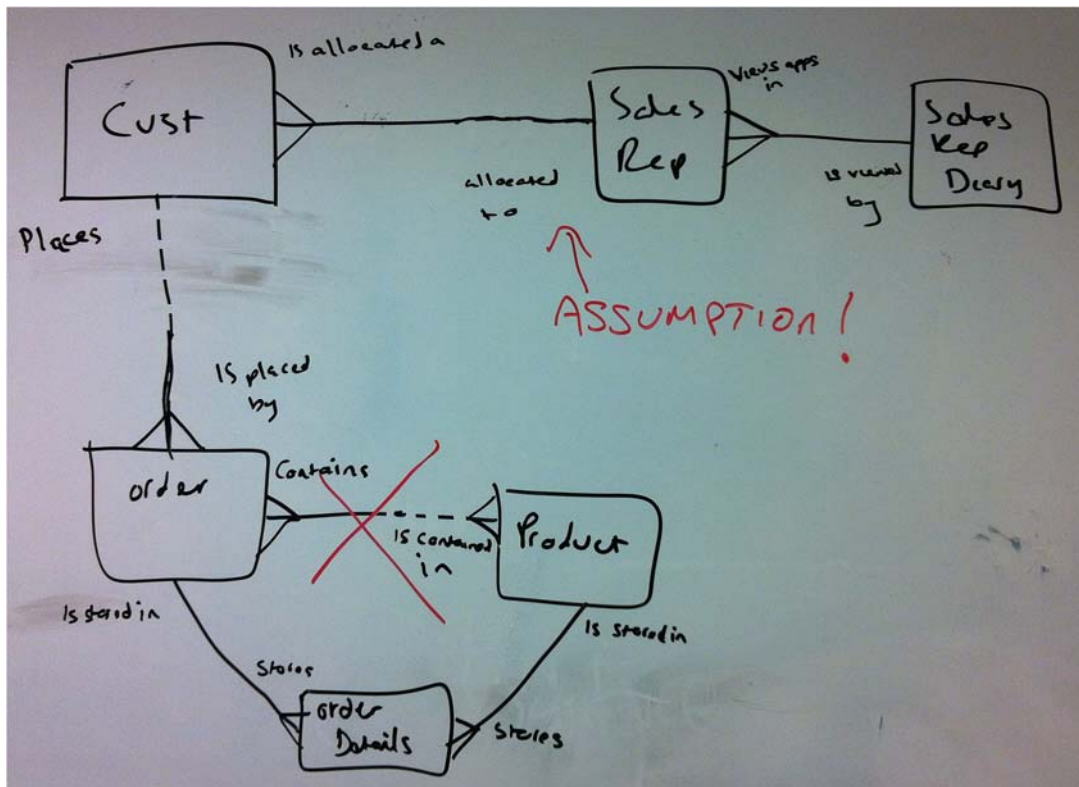 Is allocated a
Cust
Sales
Rep
Views apps
in
Sales
Rep
Diary
allocated
to
is viewed
by
Places
ASSUMPTION!
Is placed
by
order
Contains
Is contained
in
Product
Is stored in
Is stored in
Stores
order
Details
Stores